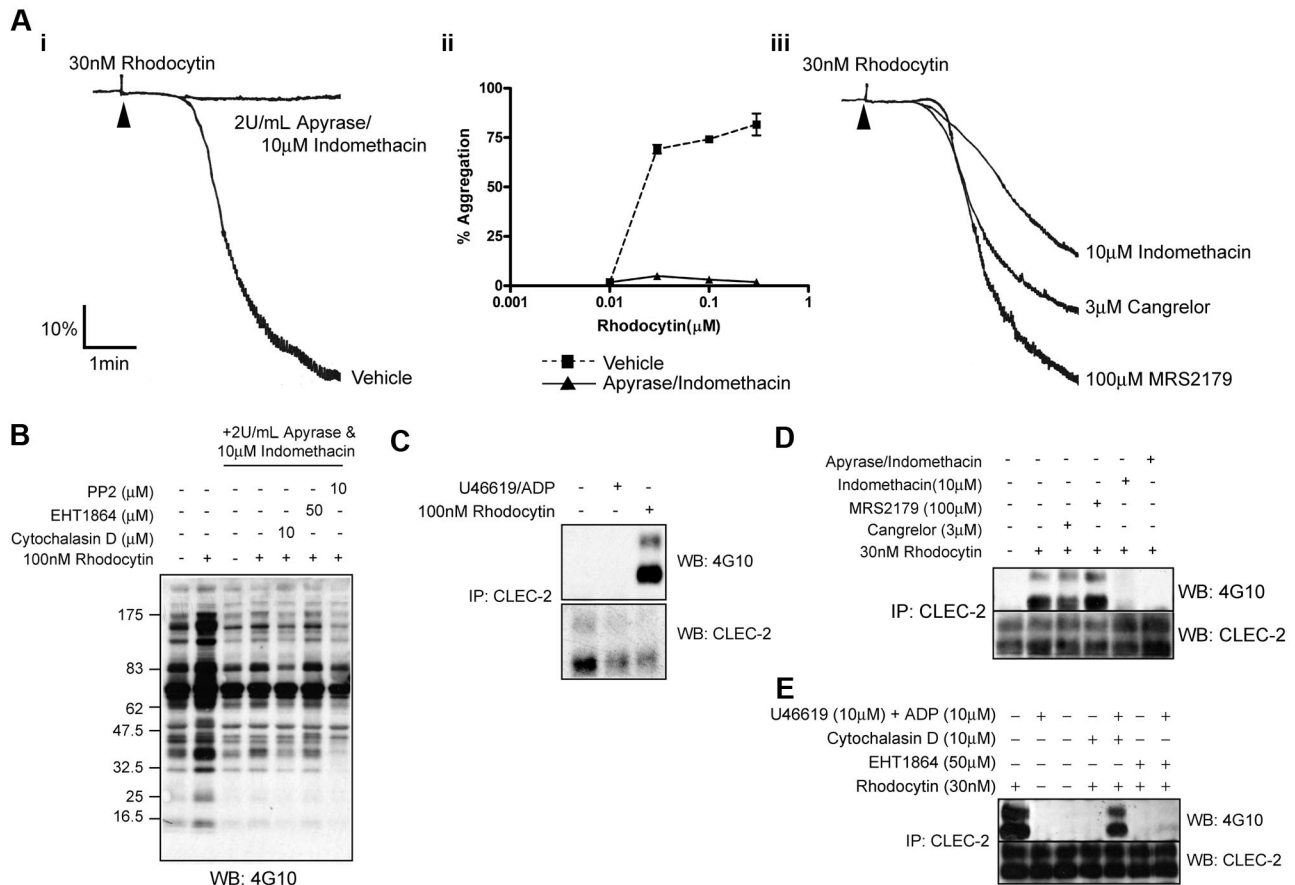 A
i
30nM Rhodocytin
2U/mL Apyrase/
10µM Indomethacin
10%
1min
Vehicle
ii
100
75
50
25
0
% Aggregation
0.001
0.01
0.1
1
Rhodocytin(µM)
Vehicle
Apyrase/Indomethacin
iii
30nM Rhodocytin
10µM Indomethacin
3µM Cangrelor
100µM MRS2179
B
+2U/mL Apyrase &
10µM Indomethacin
PP2 (µM) - - - - - - 10
EHT1864 (µM) - - - - - 50 -
Cytochalasin D (µM) - - - - 10 - -
100nM Rhodocytin - + - + + + +
175
83
62
47.5
32.5
25
16.5
WB: 4G10
C
U46619/ADP - + -
100nM Rhodocytin - - +
WB: 4G10
IP: CLEC-2
WB: CLEC-2
D
Apyrase/Indomethacin - - - - - +
Indomethacin(10µM) - - - - + -
MRS2179 (100µM) - - - + - -
Cangrelor (3µM) - - + - - -
30nM Rhodocytin - + + + + +
WB: 4G10
IP: CLEC-2
WB: CLEC-2
E
U46619 (10µM) + ADP (10µM) – + – – + – +
Cytochalasin D (10µM) – – – + + – –
EHT1864 (50µM) – – – – – + +
Rhodocytin (30nM) + – – + + + +
WB: 4G10
IP: CLEC-2
WB: CLEC-2